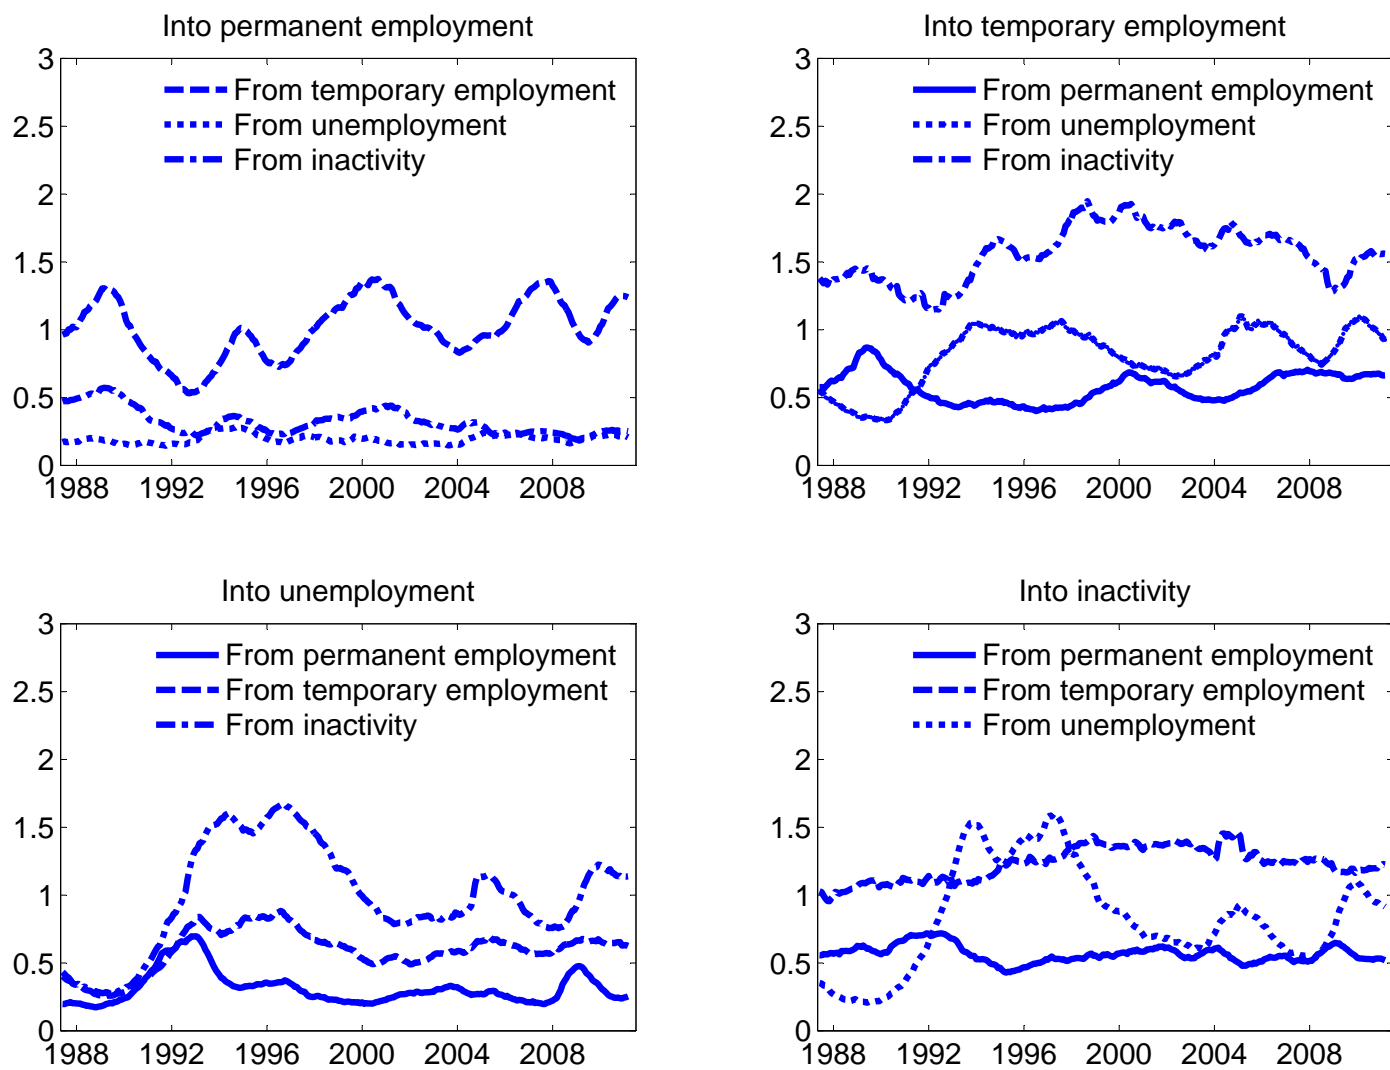 Into permanent employment
3
2.5
2
1.5
1
0.5
0
From temporary employment
From unemployment
From inactivity
1988 1992 1996 2000 2004 2008
Into temporary employment
3
2.5
2
1.5
1
0.5
0
From permanent employment
From unemployment
From inactivity
1988 1992 1996 2000 2004 2008
Into unemployment
3
2.5
2
1.5
1
0.5
0
From permanent employment
From temporary employment
From inactivity
1988 1992 1996 2000 2004 2008
Into inactivity
3
2.5
2
1.5
1
0.5
0
From permanent employment
From temporary employment
From unemployment
1988 1992 1996 2000 2004 2008